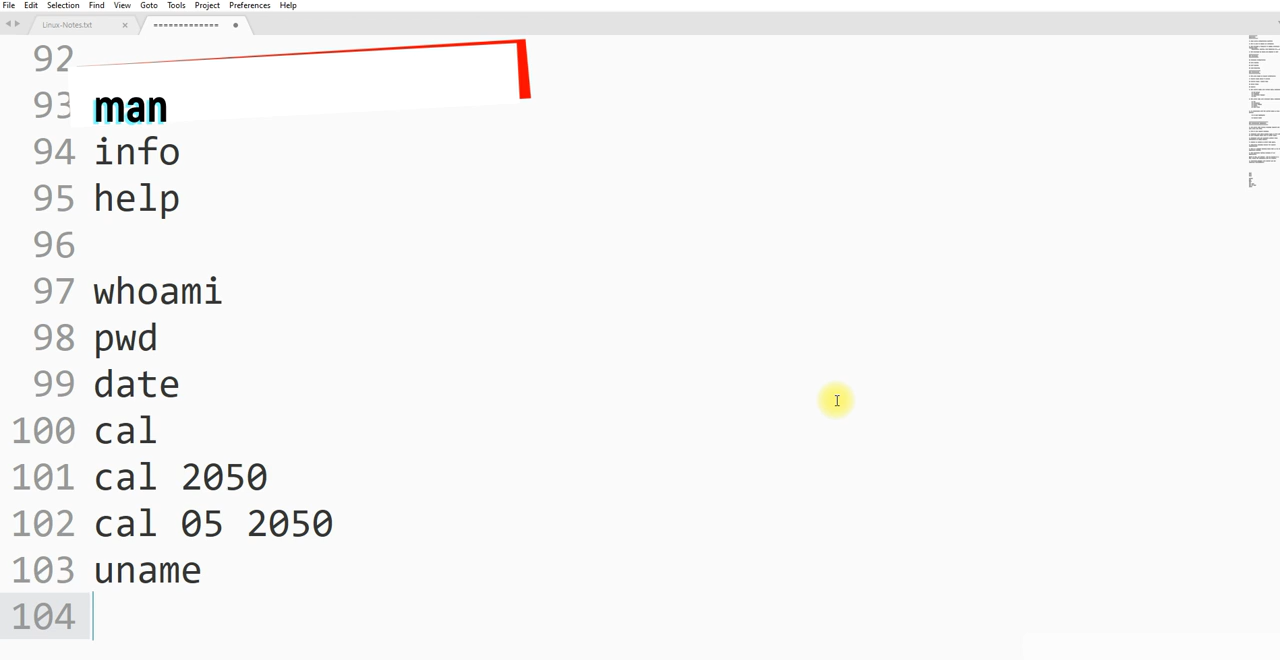 File Edit Selection Find View Goto Tools Project Preferences Help
Linux-Notes.txt × ============= •
92
93 man
94 info
95 help
96
97 whoami
98 pwd
99 date
100 cal
101 cal 2050
102 cal 05 2050
103 uname
104